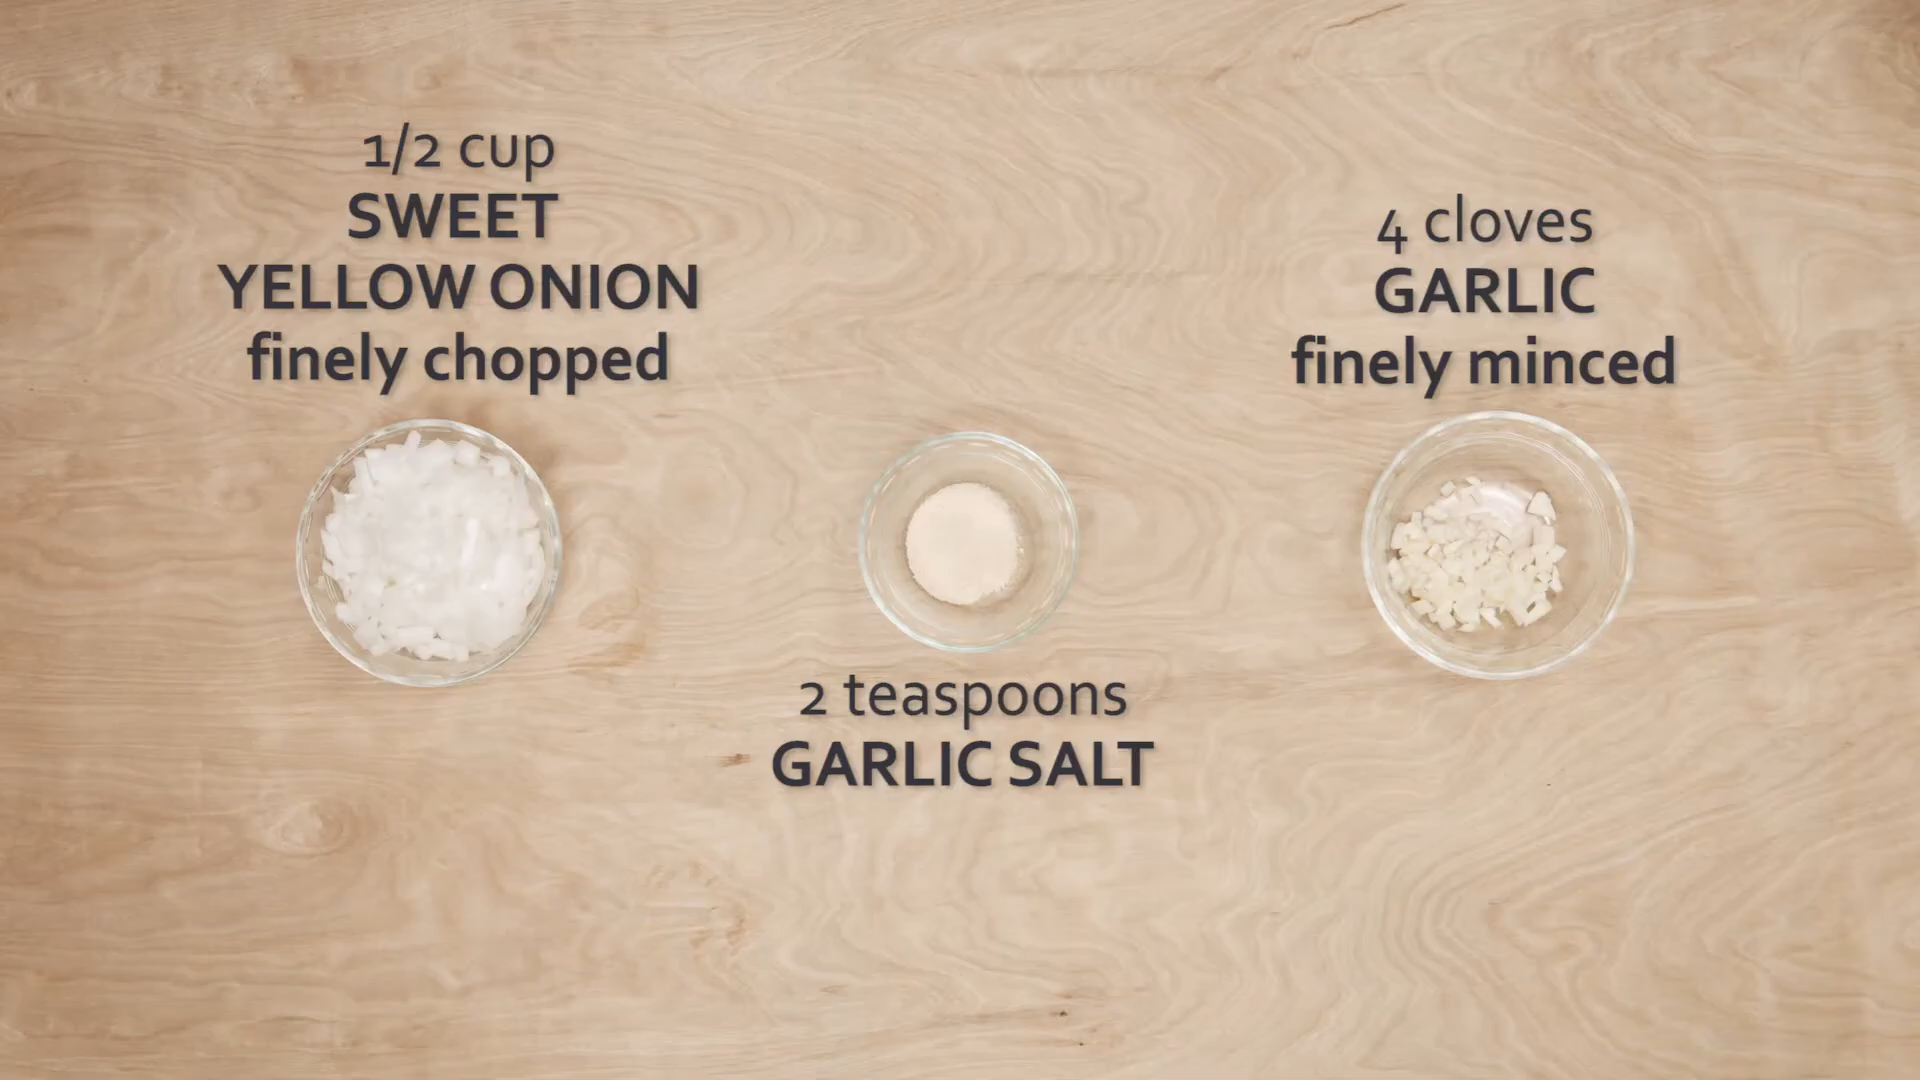 1/2 cup
SWEET
YELLOW ONION
finely chopped
2 teaspoons
GARLIC SALT
4 cloves
GARLIC
finely minced